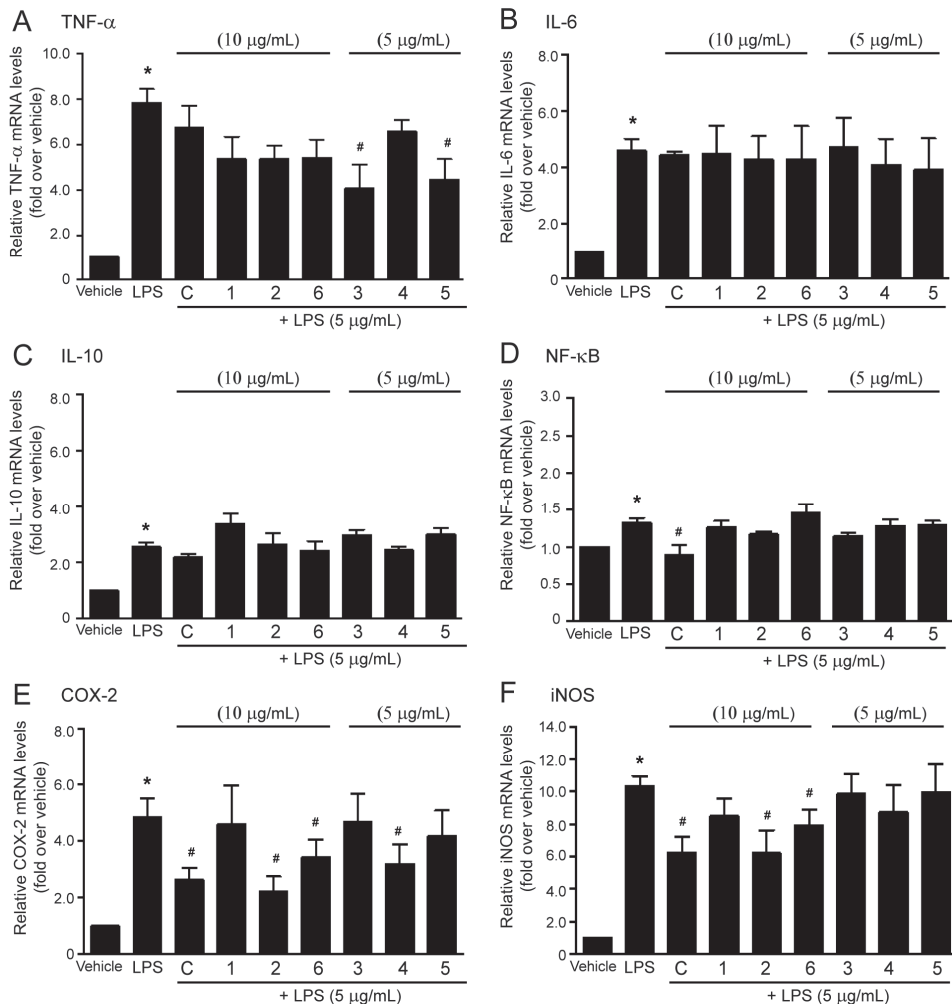 A TNF-α
(10 μg/mL) (5 μg/mL)
Relative TNF-α mRNA levels
(fold over vehicle)
10.0
8.0
6.0
4.0
2.0
0
* # #
Vehicle LPS C 1 2 6 3 4 5
+ LPS (5 μg/mL)
B IL-6
(10 μg/mL) (5 μg/mL)
Relative IL-6 mRNA levels
(fold over vehicle)
8.0
6.0
4.0
2.0
0
*
Vehicle LPS C 1 2 6 3 4 5
+ LPS (5 μg/mL)
C IL-10
(10 μg/mL) (5 μg/mL)
Relative IL-10 mRNA levels
(fold over vehicle)
8.0
6.0
4.0
2.0
0
*
Vehicle LPS C 1 2 6 3 4 5
+ LPS (5 μg/mL)
D NF-κB
(10 μg/mL) (5 μg/mL)
Relative NF-κB mRNA levels
(fold over vehicle)
3.0
2.5
2.0
1.5
1.0
0.5
0
* #
Vehicle LPS C 1 2 6 3 4 5
+ LPS (5 μg/mL)
E COX-2
(10 μg/mL) (5 μg/mL)
Relative COX-2 mRNA levels
(fold over vehicle)
8.0
6.0
4.0
2.0
0
* # # # #
Vehicle LPS C 1 2 6 3 4 5
+ LPS (5 μg/mL)
F iNOS
(10 μg/mL) (5 μg/mL)
Relative iNOS mRNA levels
(fold over vehicle)
14.0
12.0
10.0
8.0
6.0
4.0
2.0
0
* # # #
Vehicle LPS C 1 2 6 3 4 5
+ LPS (5 μg/mL)